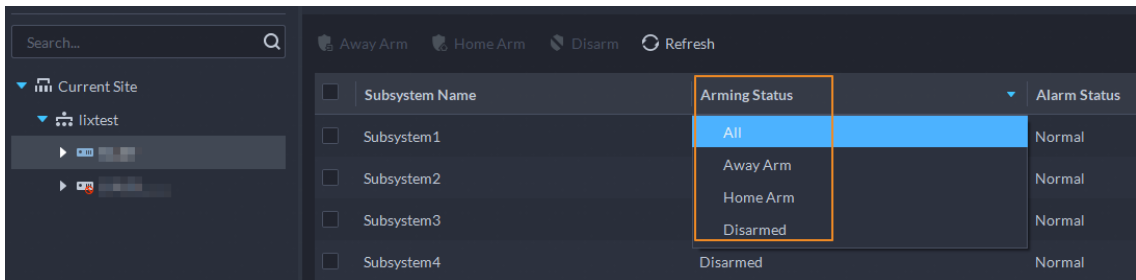 Search...
Away Arm Home Arm Disarm Refresh
Current Site
lixtest
Subsystem Name Arming Status Alarm Status
All
Subsystem1 Normal
Away Arm
Subsystem2 Normal
Home Arm
Subsystem3 Normal
Disarmed
Subsystem4 Disarmed Normal